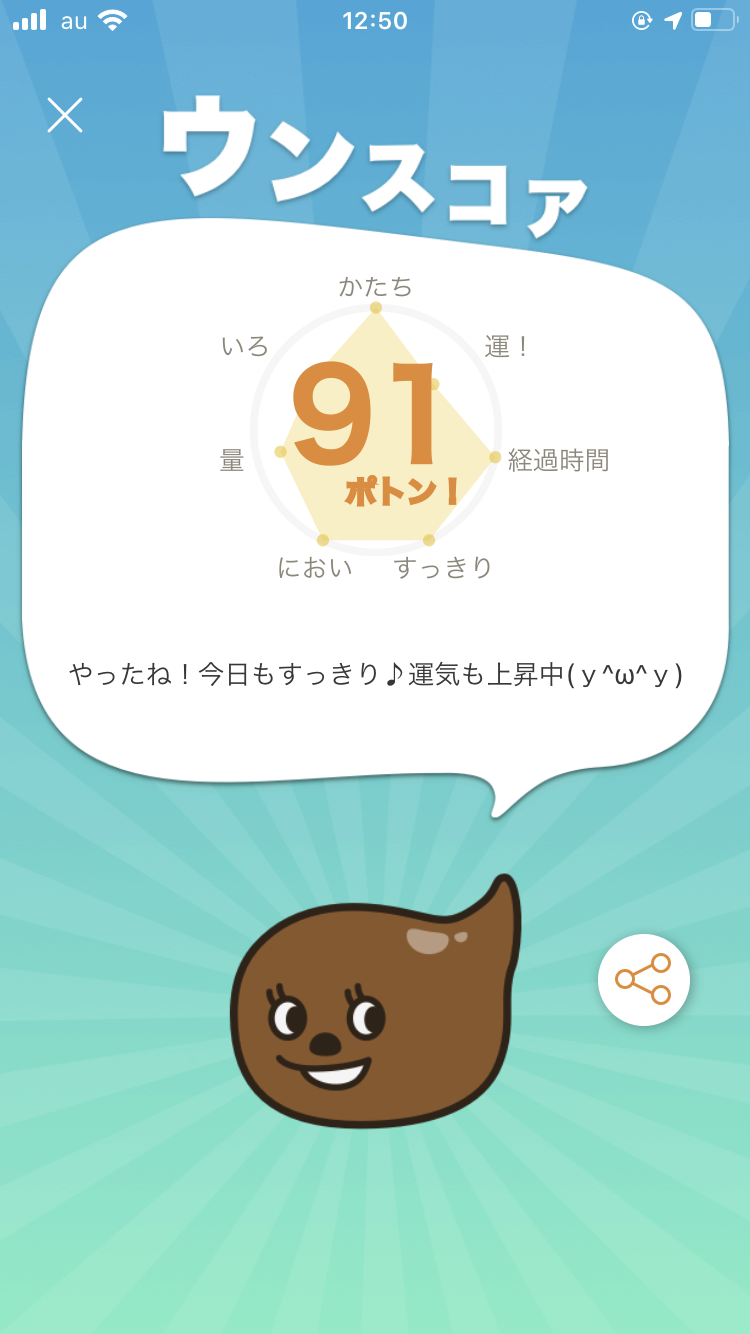 au 12:50
ウンスコア
かたち
いろ 運！
91
量 経過時間
ポトン！
におい すっきり
やったね！今日もすっきり♪運気も上昇中(ｙ^ω^ｙ)